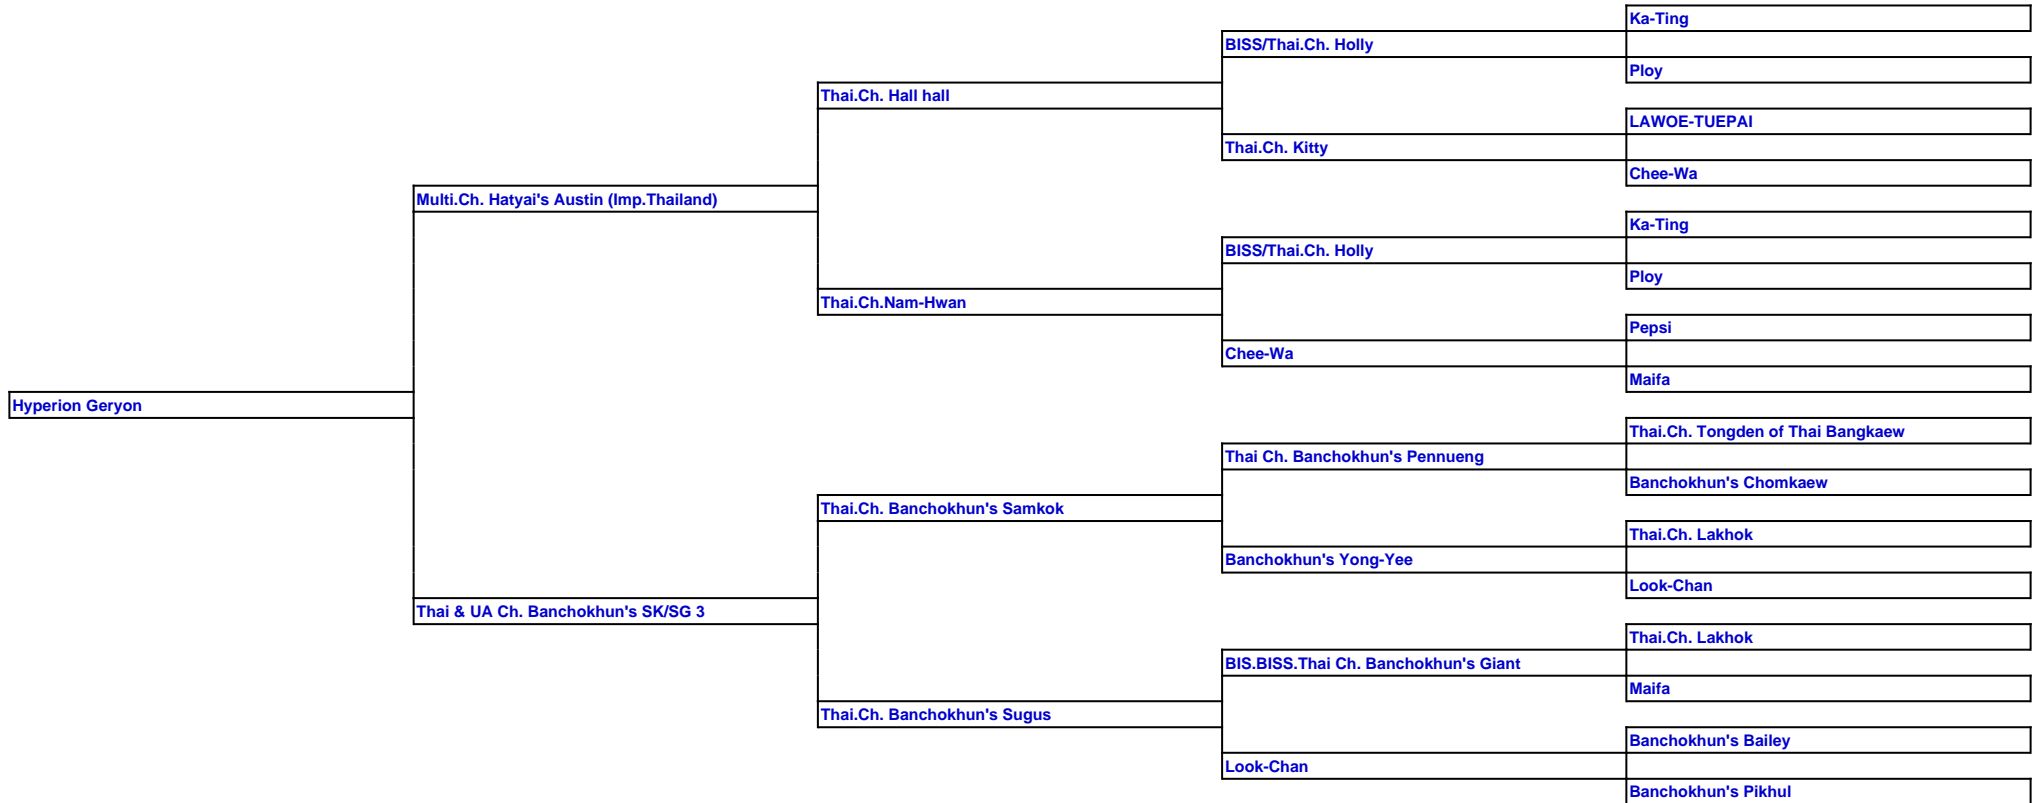 Ka-Ting
BISS/Thai.Ch. Holly
Ploy
Thai.Ch. Hall hall
LAWOE-TUEPAI
Thai.Ch. Kitty
Chee-Wa
Multi.Ch. Hatyai's Austin (Imp.Thailand)
Ka-Ting
BISS/Thai.Ch. Holly
Ploy
Thai.Ch.Nam-Hwan
Pepsi
Chee-Wa
Maifa
Hyperion Geryon
Thai.Ch. Tongden of Thai Bangkaew
Thai Ch. Banchokhun's Pennueng
Banchokhun's Chomkaew
Thai.Ch. Banchokhun's Samkok
Thai.Ch. Lakhok
Banchokhun's Yong-Yee
Look-Chan
Thai & UA Ch. Banchokhun's SK/SG 3
Thai.Ch. Lakhok
BIS.BISS.Thai Ch. Banchokhun's Giant
Maifa
Thai.Ch. Banchokhun's Sugus
Banchokhun's Bailey
Look-Chan
Banchokhun's Pikhul